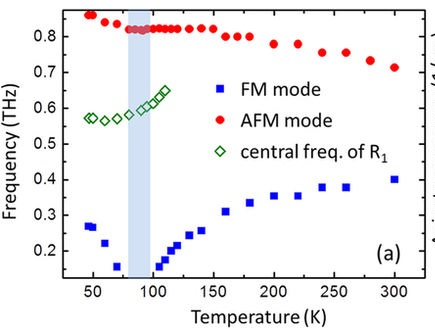 0.8
0.7
0.6
0.5
0.4
0.3
0.2
Frequency (THz)
FM mode
AFM mode
central freq. of R1
(a)
50 100 150 200 250 300
Temperature (K)